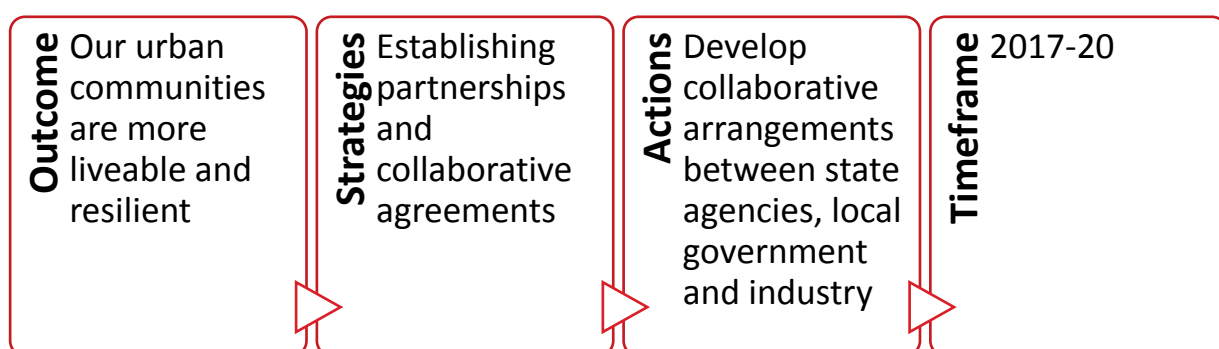 Outcome
Our urban
communities
are more
liveable and
resilient
Strategies
Establishing
partnerships
and
collaborative
agreements
Actions
Develop
collaborative
arrangements
between state
agencies, local
government
and industry
Timeframe
2017-20